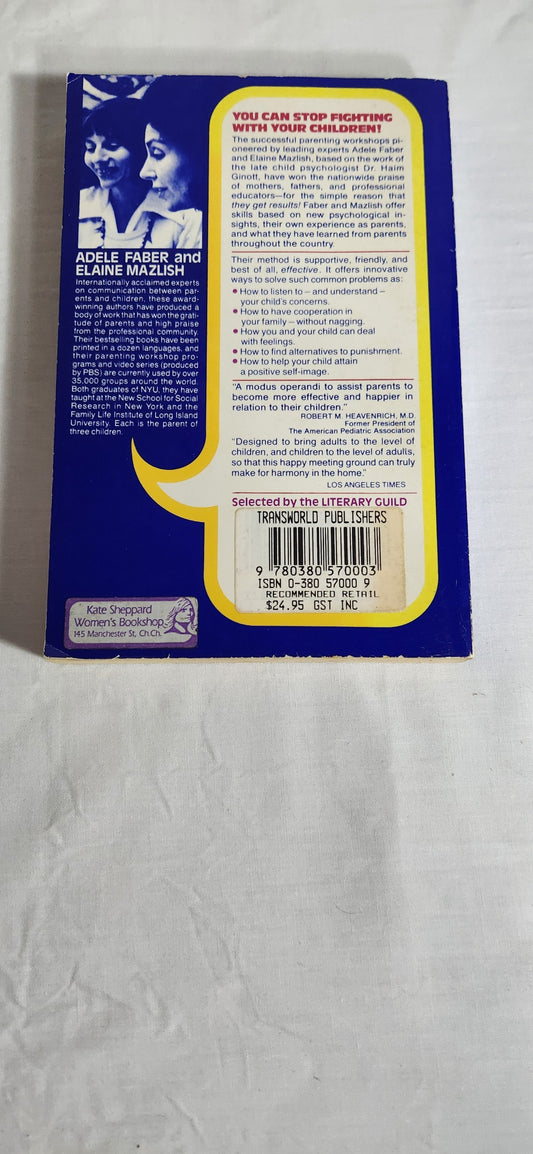 YOU CAN STOP FIGHTING
WITH YOUR CHILDREN!
The successful parenting workshops pi-
oneered by leading experts Adele Faber
and Elaine Mazlish, based on the work of
the late child psychologist Dr. Haim
Ginott, have won the nationwide praise
of mothers, fathers, and professional
educators—for the simple reason that
they get results! Faber and Mazlish offer
skills based on new psychological in-
sights, their own experience as parents,
and what they have learned from parents
throughout the country.
Their method is supportive, friendly, and
best of all, effective. It offers innovative
ways to solve such common problems as:
• How to listen to – and understand –
your child's concerns.
• How to have cooperation in
your family – without nagging.
• How you and your child can deal
with feelings.
• How to find alternatives to punishment.
• How to help your child attain
a positive self-image.
"A modus operandi to assist parents to
become more effective and happier in
relation to their children."
ROBERT M. HEAVENRICH, M.D.
Former President of
The American Pediatric Association
"Designed to bring adults to the level of
children, and children to the level of adults,
so that this happy meeting ground can truly
make for harmony in the home."
LOS ANGELES TIMES
Selected by the LITERARY GUILD
TRANSWORLD PUBLISHERS
9 780380 570003
ISBN 0-380 57000 9
RECOMMENDED RETAIL
$24.95 GST INC
ADELE FABER and
ELAINE MAZLISH
Internationally acclaimed experts
on communication between par-
ents and children, these award-
winning authors have produced a
body of work that has won the grati-
tude of parents and high praise
from the professional community.
Their bestselling books have been
printed in a dozen languages, and
their parenting workshop pro-
grams and video series (produced
by PBS) are currently used by over
35,000 groups around the world.
Both graduates of NYU, they have
taught at the New School for Social
Research in New York and the
Family Life Institute of Long Island
University. Each is the parent of
three children.
Kate Sheppard
Women's Bookshop
145 Manchester St, Ch.Ch.